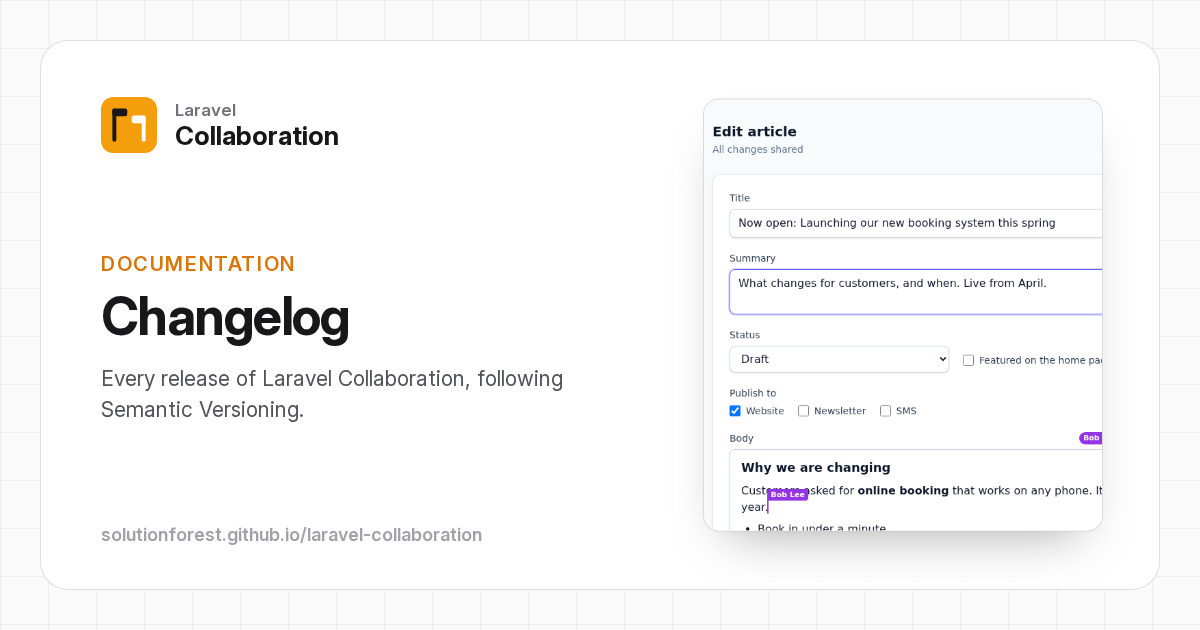 Laravel
Collaboration
DOCUMENTATION
Changelog
Every release of Laravel Collaboration, following
Semantic Versioning.
solutionforest.github.io/laravel-collaboration
Edit article
All changes shared
Title
Now open: Launching our new booking system this spring
Summary
What changes for customers, and when. Live from April.
Status
Draft
Featured on the home
Publish to
Website Newsletter SMS
Body
Bob
Why we are changing
asked for online booking that works on any phone. It
Bob Lee
year.
• Book in under a minute